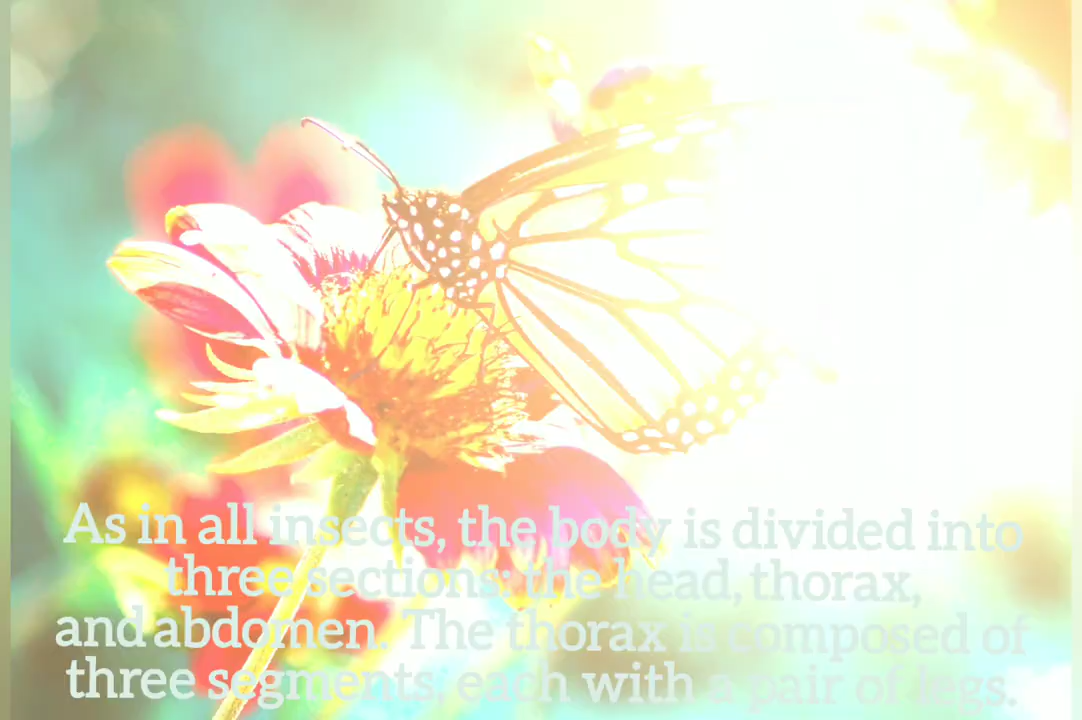 As in all insects, the body is divided into
three sections: the head, thorax,
and abdomen. The thorax is composed of
three segments, each with a pair of legs.